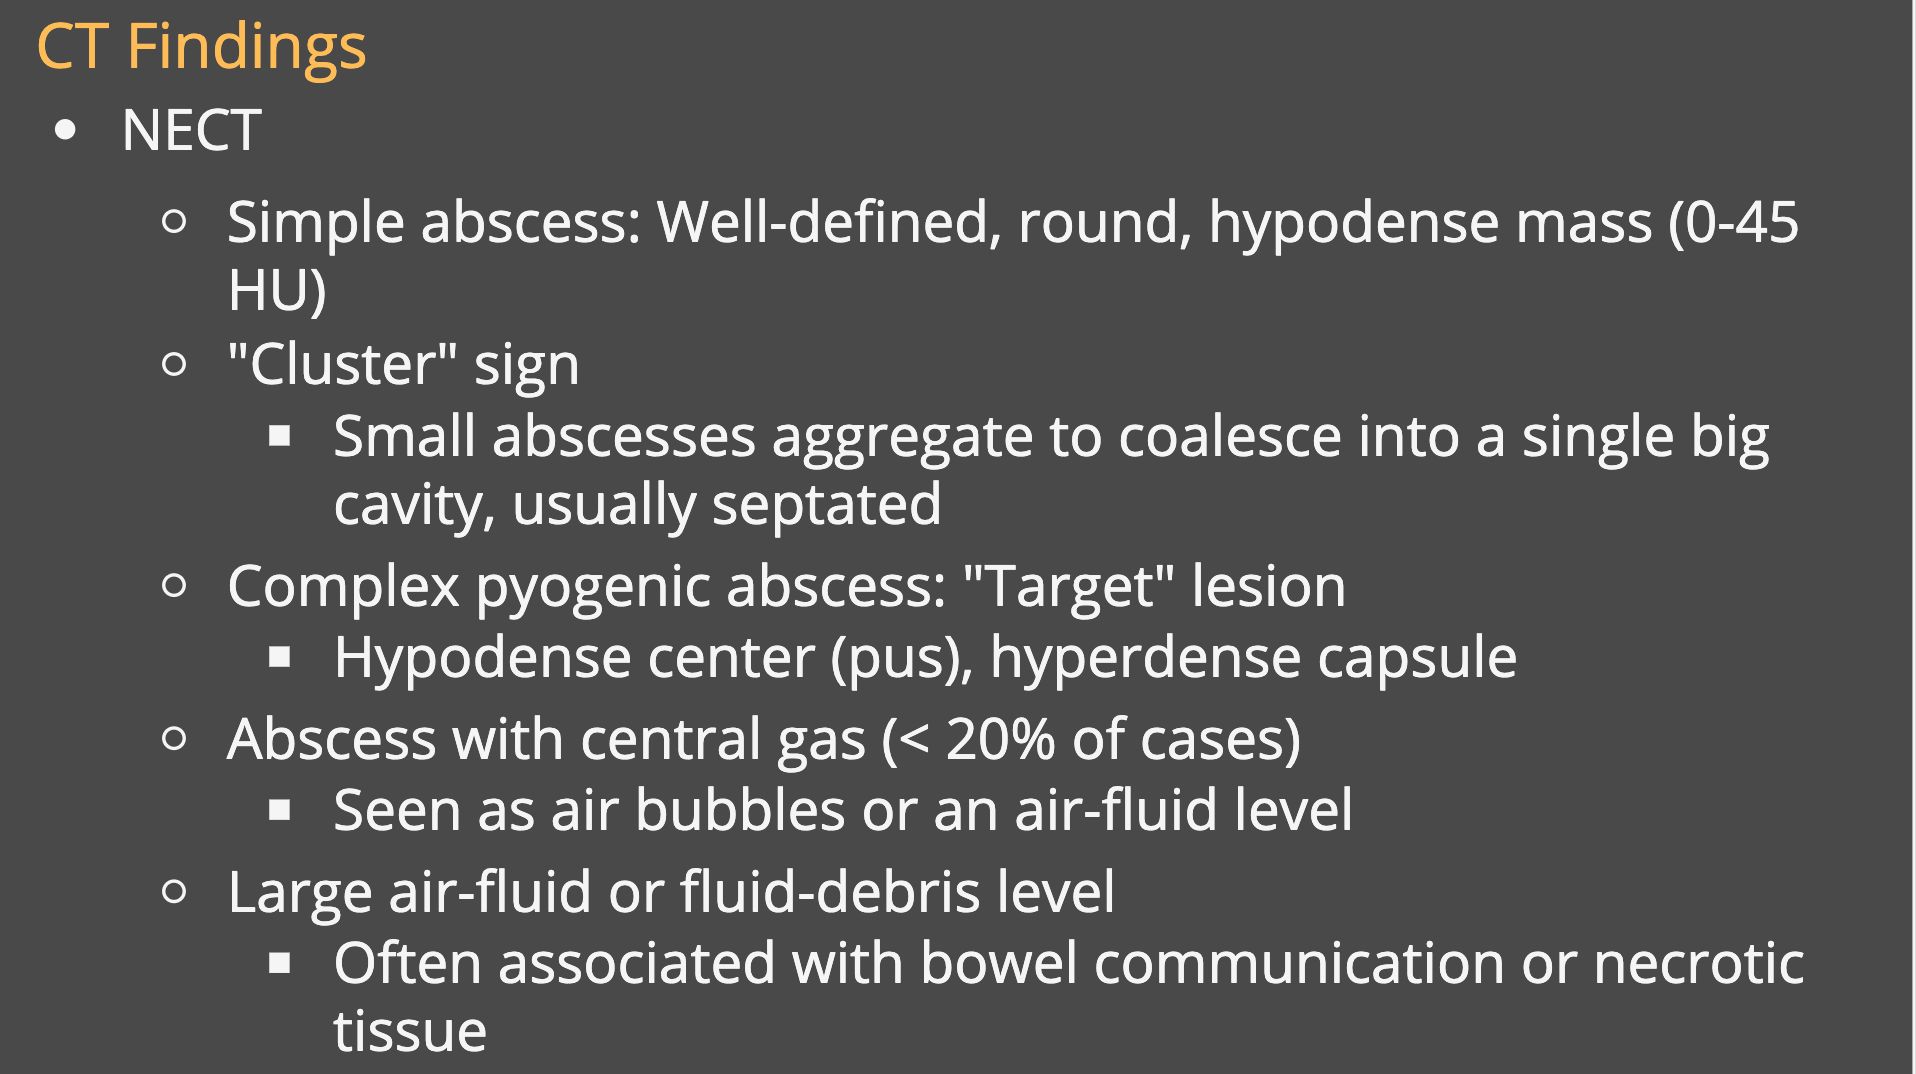 CT Findings
• NECT
○ Simple abscess: Well-defined, round, hypodense mass (0-45
HU)
○ "Cluster" sign
▪ Small abscesses aggregate to coalesce into a single big
cavity, usually septated
○ Complex pyogenic abscess: "Target" lesion
▪ Hypodense center (pus), hyperdense capsule
○ Abscess with central gas (< 20% of cases)
▪ Seen as air bubbles or an air-fluid level
○ Large air-fluid or fluid-debris level
▪ Often associated with bowel communication or necrotic
tissue